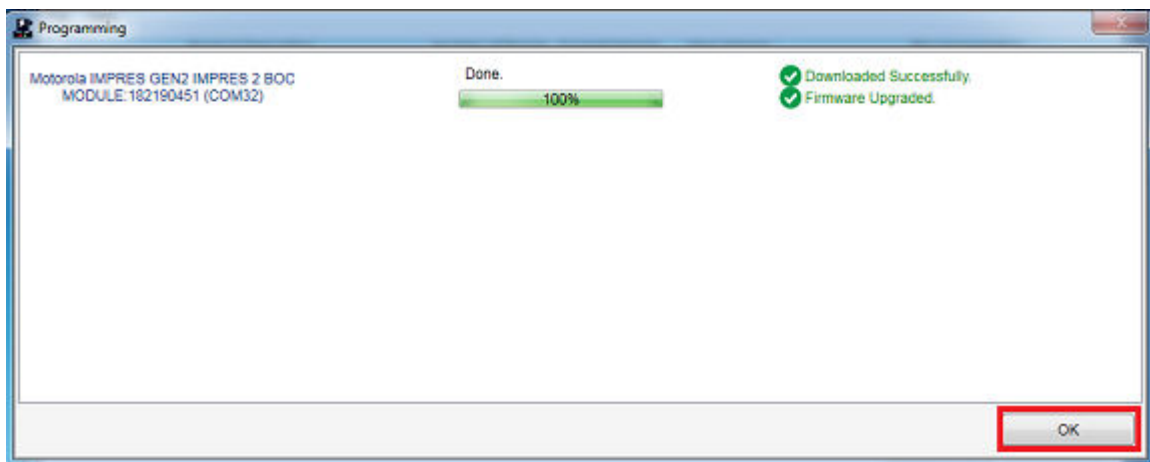 Programming
Motorola IMPRES GEN2 IMPRES 2 BOC
MODULE:182190451 (COM32)
Done.
100%
Downloaded Successfully.
Firmware Upgraded.
OK